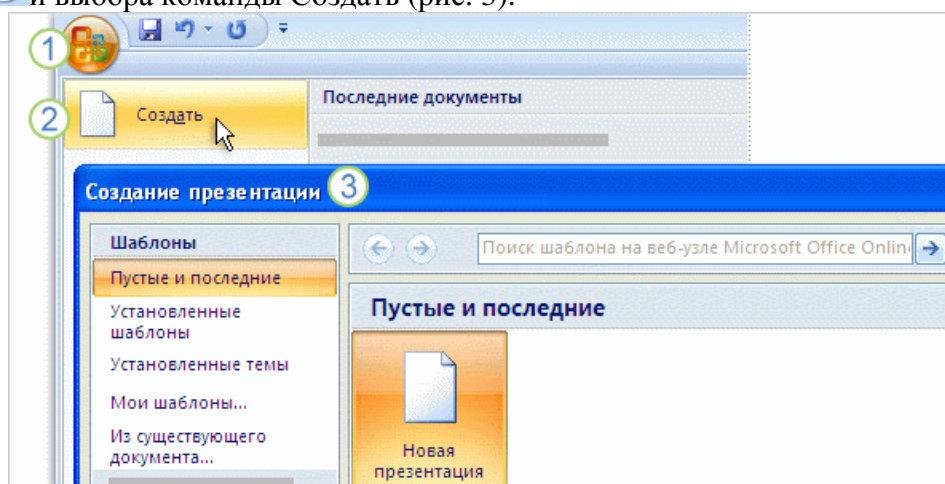 и выбора команды Создать (рис. 3).
1
2
Создать
Последние документы
Создание презентации 3
Шаблоны
Пустые и последние
Установленные
шаблоны
Установленные темы
Мои шаблоны...
Из существующего
документа...
Поиск шаблона на веб-узле Microsoft Office Online
Пустые и последние
Новая
презентация